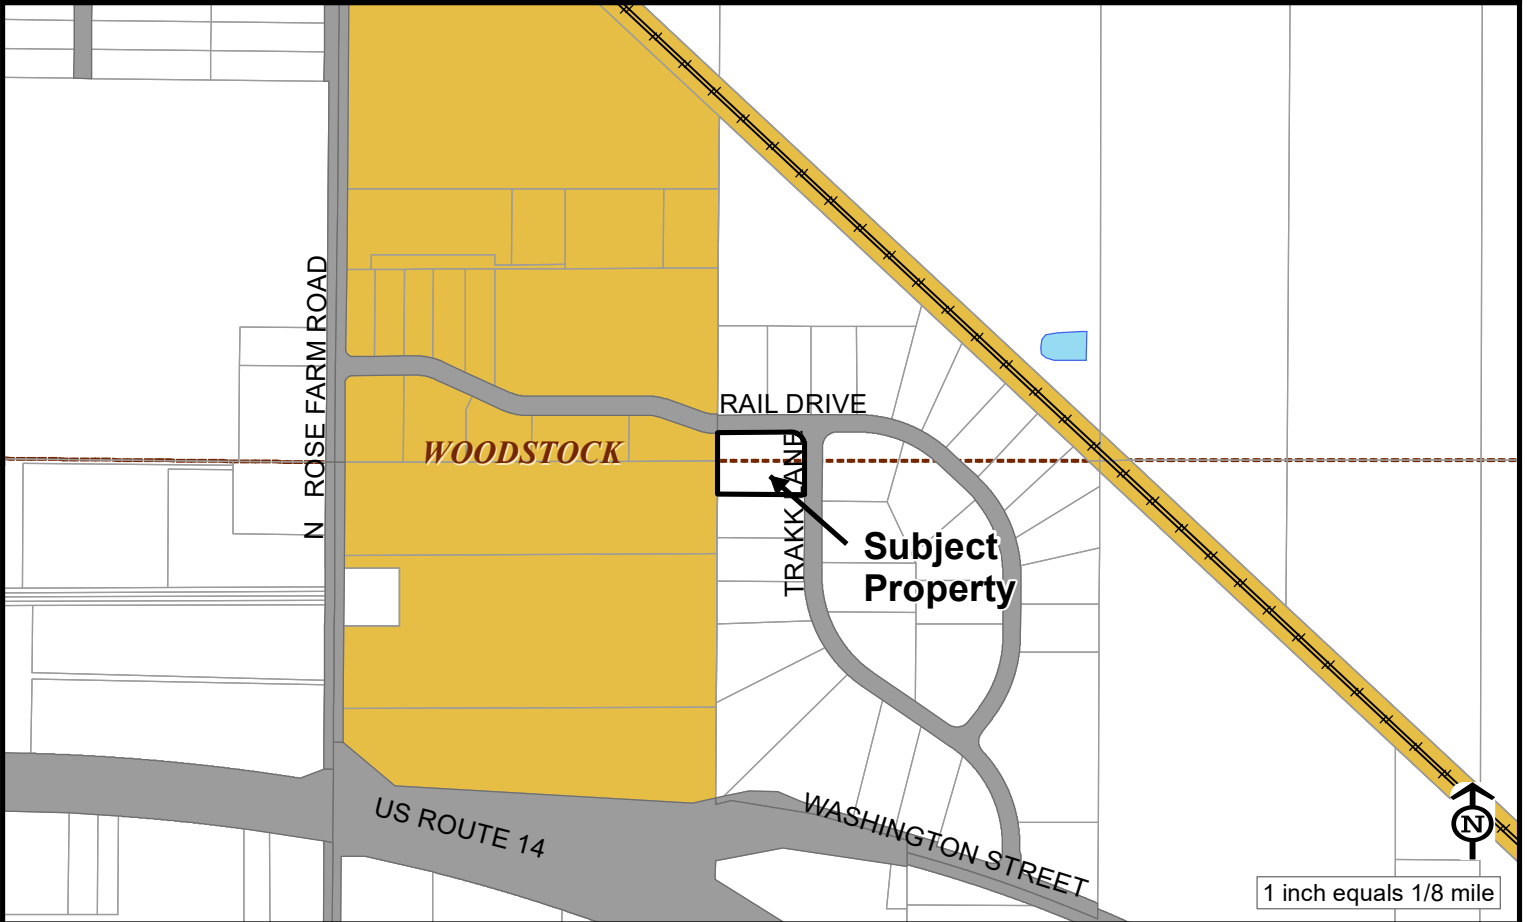 N ROSE FARM ROAD
RAIL DRIVE
WOODSTOCK
TRAKK LANE
Subject
Property
US ROUTE 14
WASHINGTON STREET
N
1 inch equals 1/8 mile